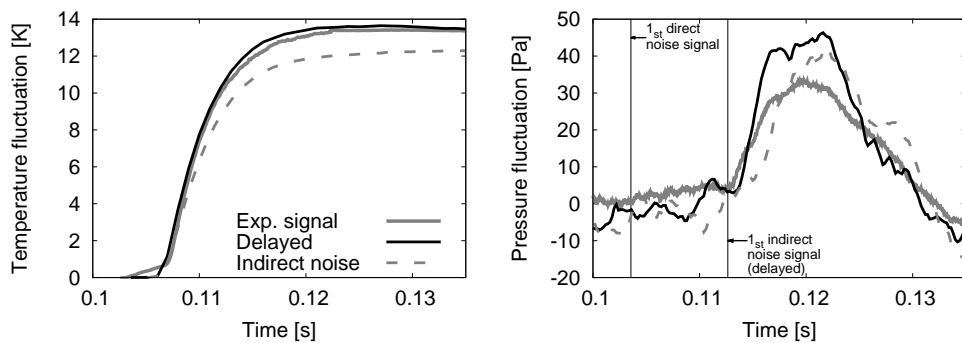 Temperature fluctuation [K]
14
12
10
8
6
4
2
0
0.1
0.11
0.12
0.13
Time [s]
Exp. signal
Delayed
Indirect noise
Pressure fluctuation [Pa]
50
40
30
20
10
0
-10
-20
0.1
0.11
0.12
0.13
Time [s]
1st direct
noise signal
1st indirect
noise signal
(delayed)